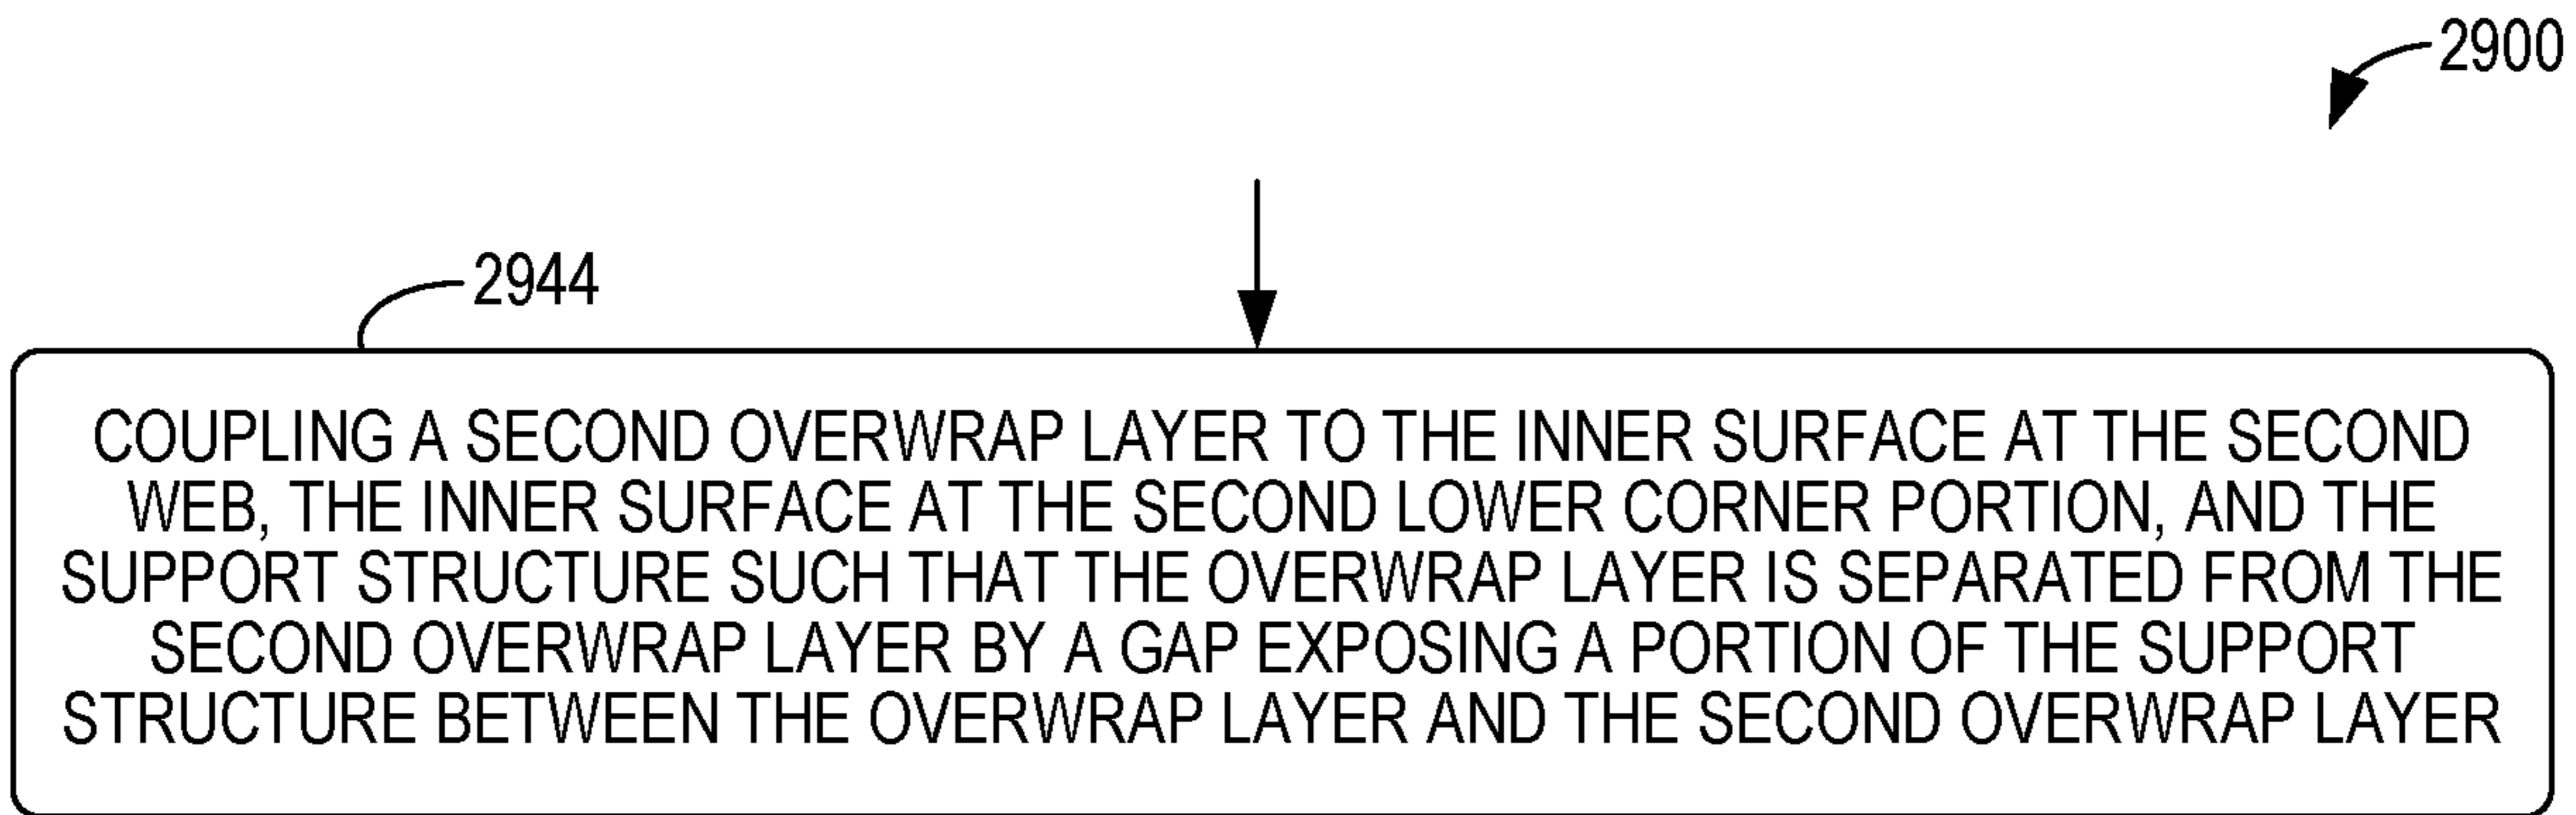 2900
2944
COUPLING A SECOND OVERWRAP LAYER TO THE INNER SURFACE AT THE SECOND
WEB, THE INNER SURFACE AT THE SECOND LOWER CORNER PORTION, AND THE
SUPPORT STRUCTURE SUCH THAT THE OVERWRAP LAYER IS SEPARATED FROM THE
SECOND OVERWRAP LAYER BY A GAP EXPOSING A PORTION OF THE SUPPORT
STRUCTURE BETWEEN THE OVERWRAP LAYER AND THE SECOND OVERWRAP LAYER